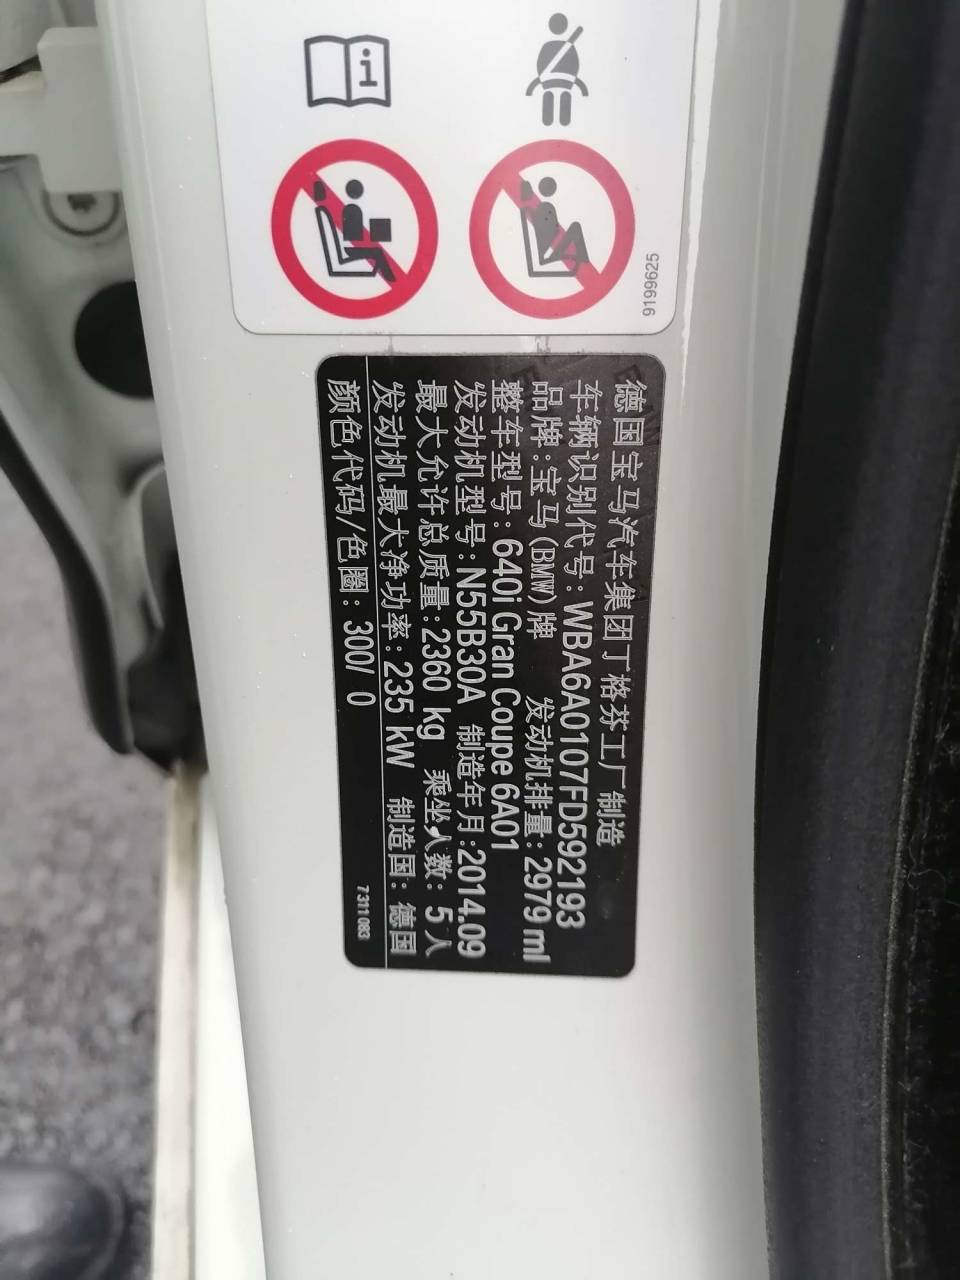 9199625
德国宝马汽车集团丁格芬工厂制造
车辆识别代号:WBA6A0107FD592193
品牌:宝马(BMW)牌 发动机排量:2979 ml
整车型号:640i Gran Coupe 6A01
发动机型号:N55B30A 制造年月:2014.09
最大允许总质量:2360 kg 乘坐人数:5人
发动机最大净功率:235 kW 制造国:德国
颜色代码/色圈:300/ 0
7311083